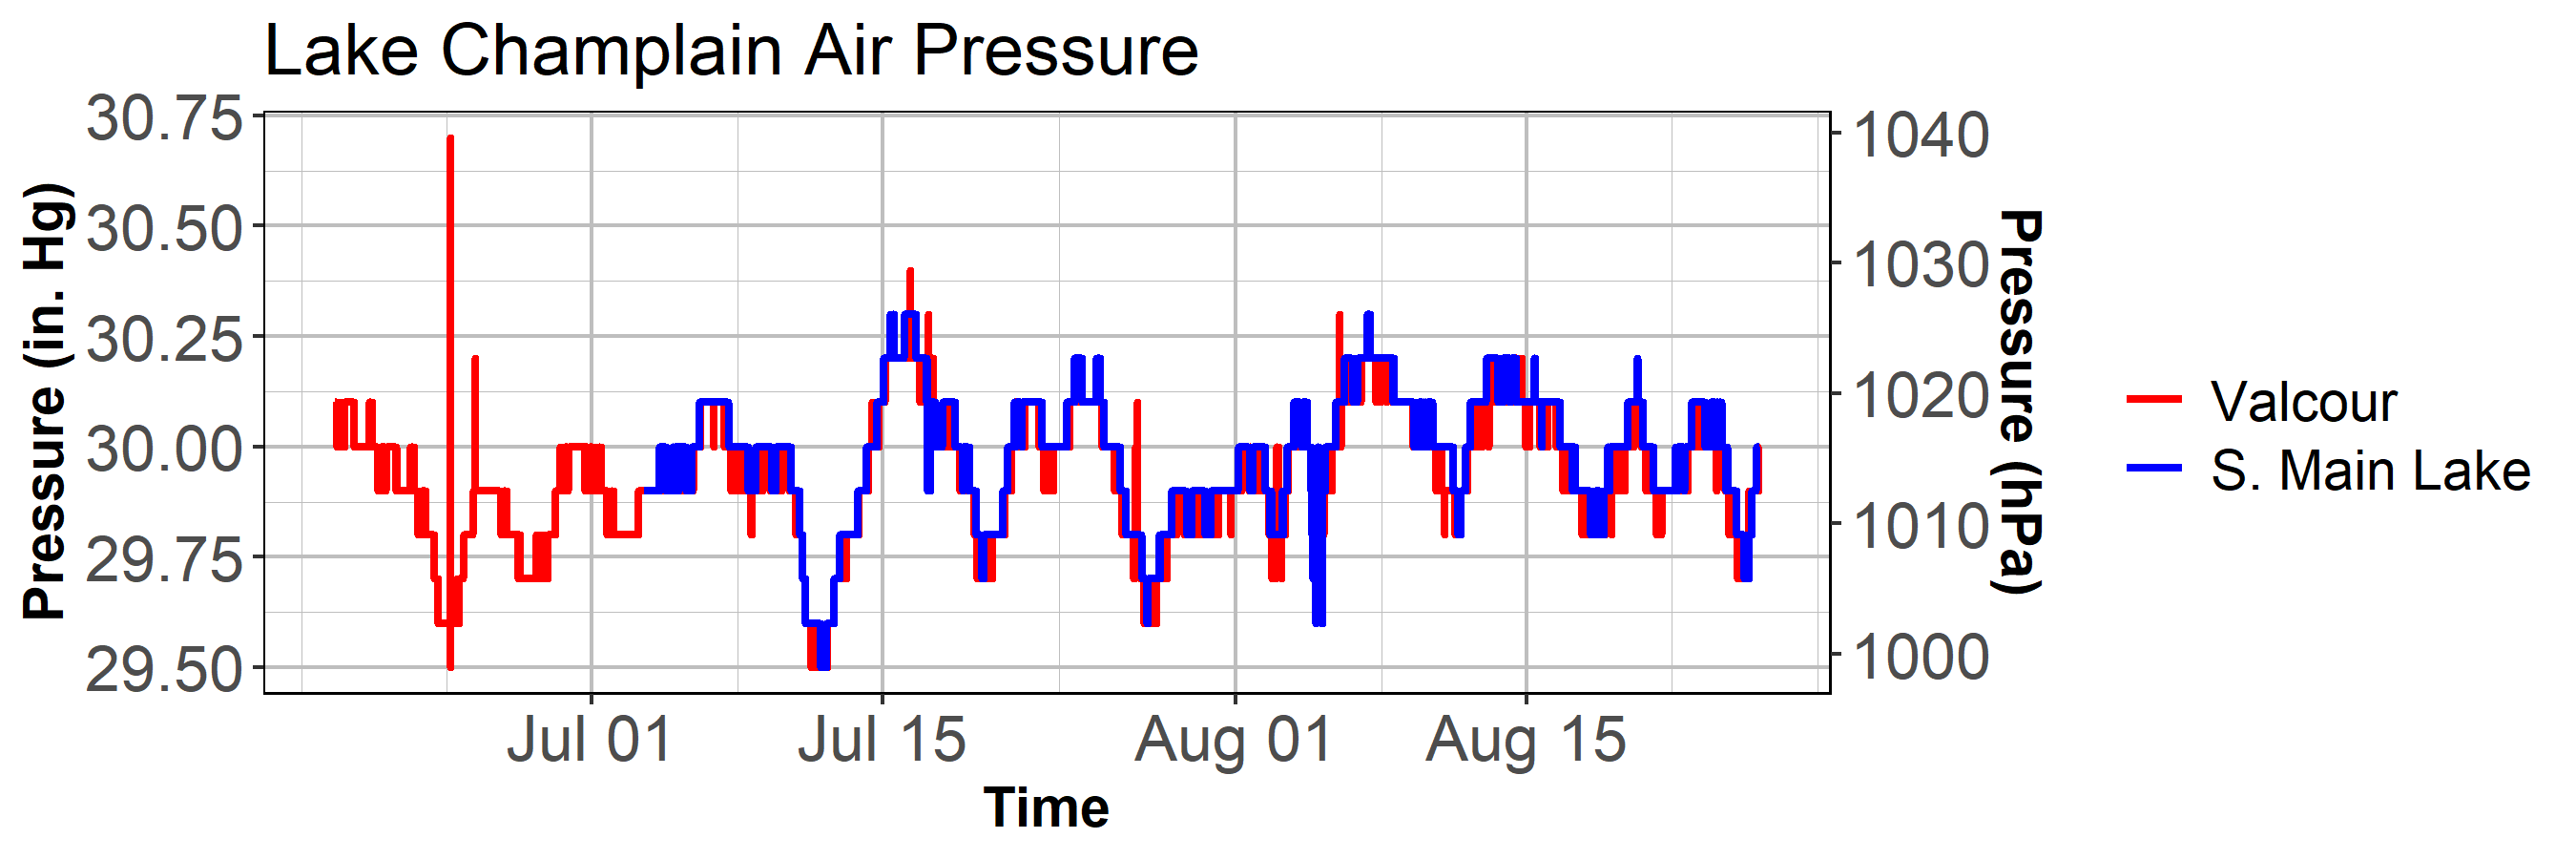 Lake Champlain Air Pressure
Pressure (in. Hg)
30.75
30.50
30.25
30.00
29.75
29.50
1040
1030
1020
1010
1000
Pressure (hPa)
Valcour
S. Main Lake
Jul 01
Jul 15
Aug 01
Aug 15
Time